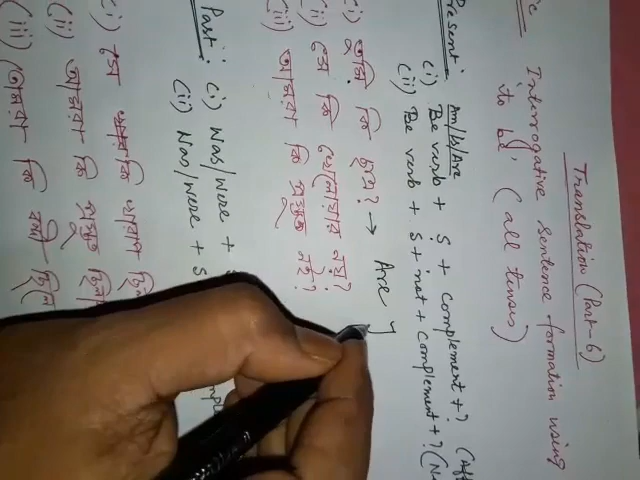 Translation (Part-6)
Interrogative sentence formation using
'to be' (all tenses)
Present:
Am/Is/Are
(i) Be verb + S + complement + ?
(ii) Be verb + S + not + complement + ?
(i) তুমি কি → Are y
(ii) সে কি খেলোয়ার নয়?
(iii) আমরা কি প্রস্তুত নই?
Past: (i) Was/Were +
(ii) Was/Were + S
(i) সে কি খারাপ
(ii) আমরা কি প্রস্তুত
(iii) তোমরা কি